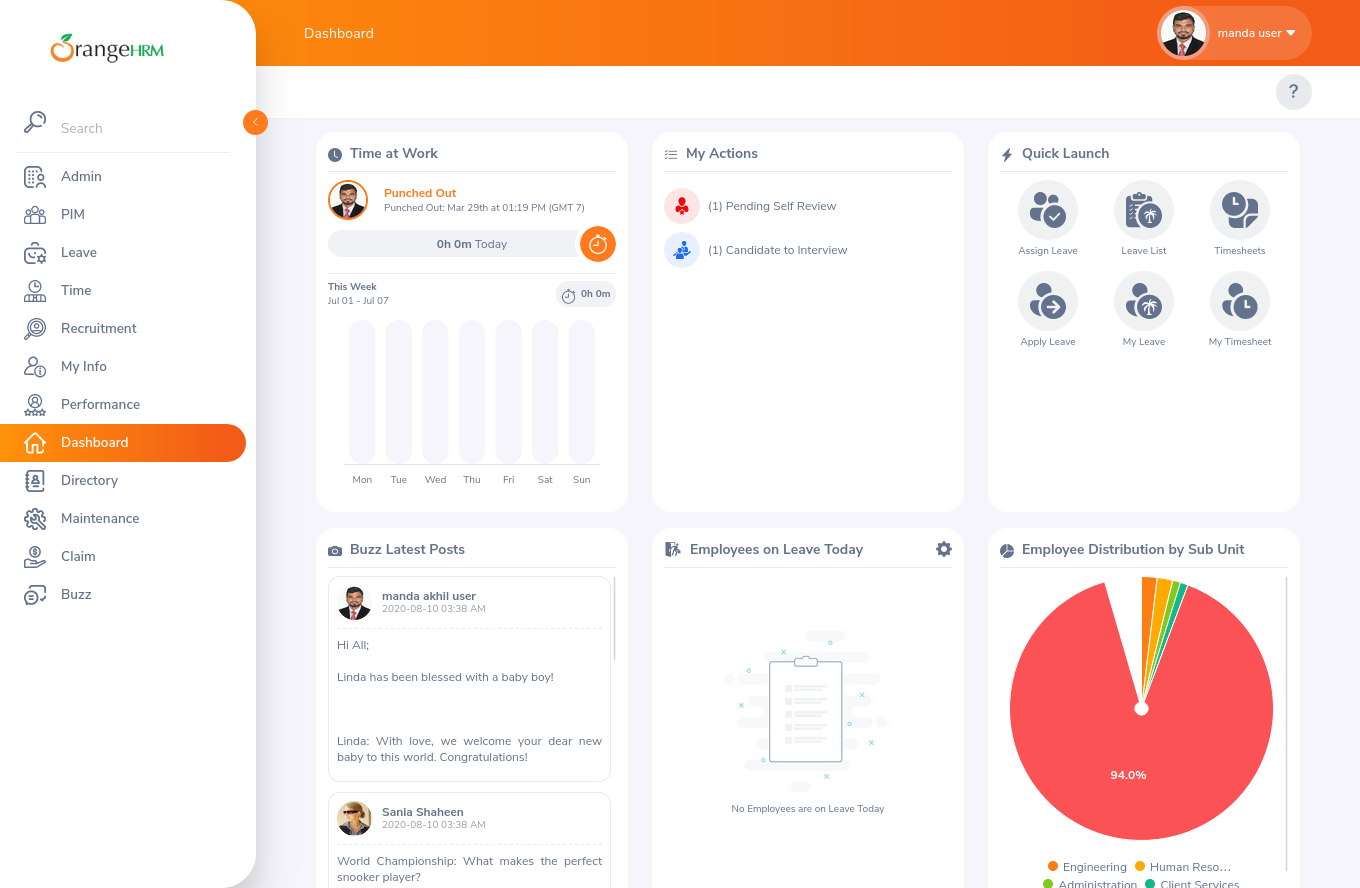 OrangeHRM
Dashboard
manda user
?
Search
Admin
PIM
Leave
Time
Recruitment
My Info
Performance
Dashboard
Directory
Maintenance
Claim
Buzz
Time at Work
Punched Out
Punched Out: Mar 29th at 01:19 PM (GMT 7)
0h 0m Today
This Week
Jul 01 - Jul 07
0h 0m
Mon Tue Wed Thu Fri Sat Sun
My Actions
(1) Pending Self Review
(1) Candidate to Interview
Quick Launch
Assign Leave Leave List Timesheets
Apply Leave My Leave My Timesheet
Buzz Latest Posts
manda akhil user
2020-08-10 03:38 AM
Hi All;
Linda has been blessed with a baby boy!
Linda: With love, we welcome your dear new
baby to this world. Congratulations!
Sania Shaheen
2020-08-10 03:38 AM
World Championship: What makes the perfect
snooker player?
Employees on Leave Today
No Employees are on Leave Today
Employee Distribution by Sub Unit
94.0%
Engineering Human Reso...
Administration Client Services